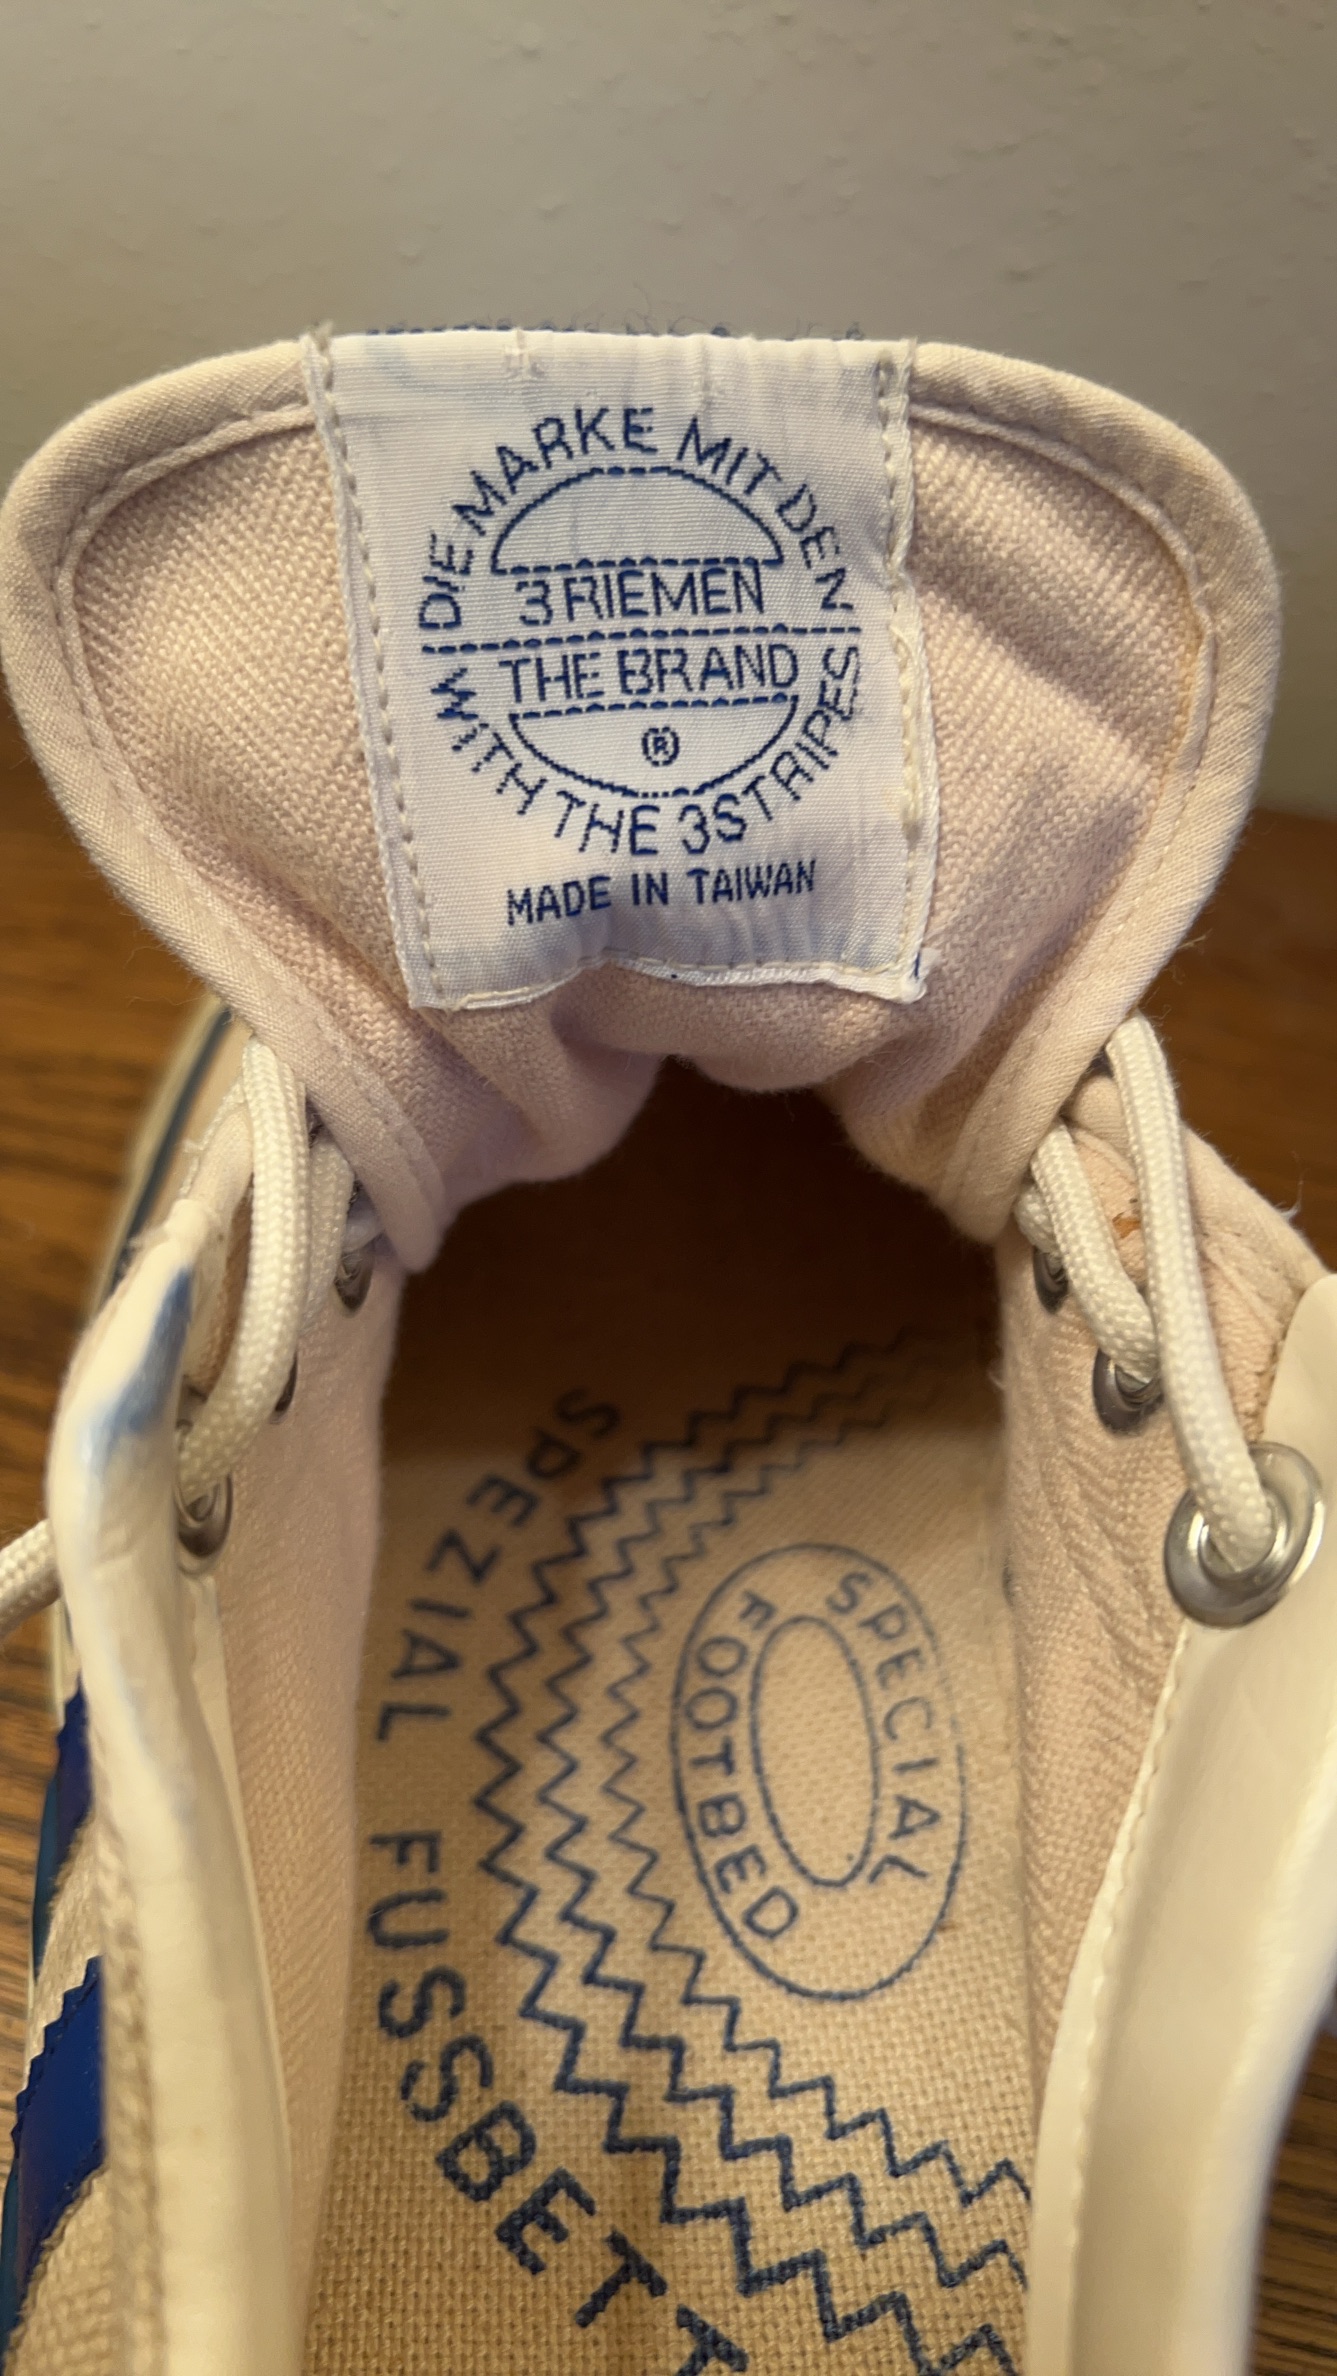 DIE MARKE MIT DEN
3 RIEMEN
THE BRAND
®
WITH THE 3 STRIPES
MADE IN TAIWAN
SPEZIAL FUSSBETT
SPECIAL
FOOTBED